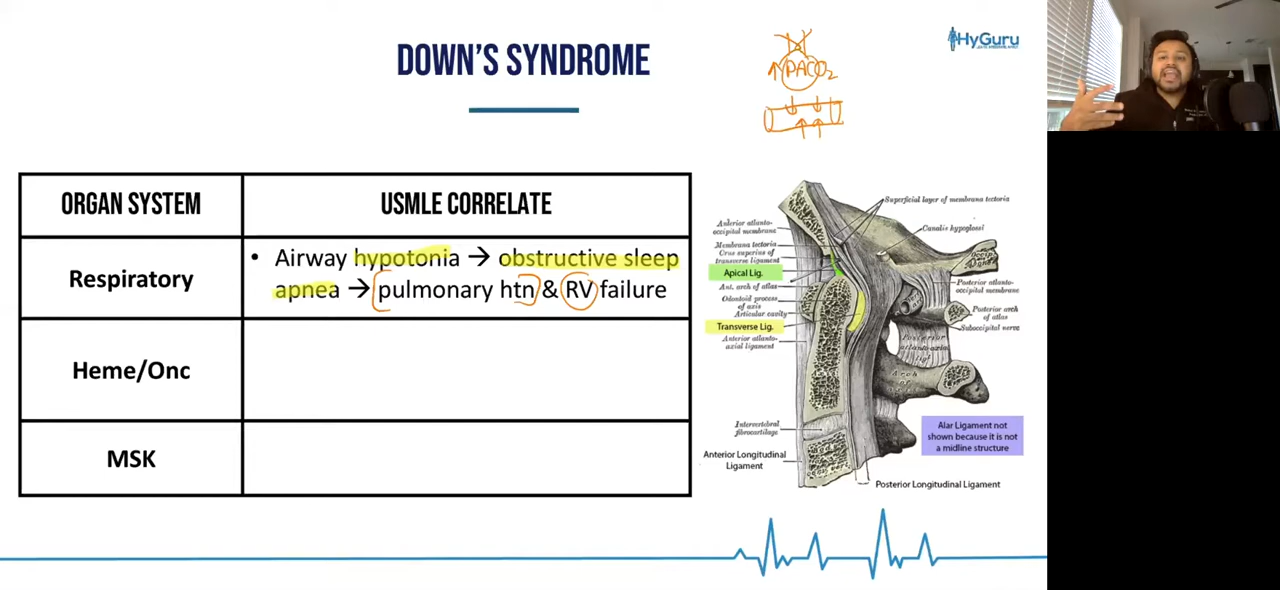 DOWN'S SYNDROME
HyGuru
↑PACO2
ORGAN SYSTEM
USMLE CORRELATE
Respiratory
• Airway hypotonia → obstructive sleep
apnea → pulmonary htn & RV failure
Heme/Onc
MSK
Superficial layer of membrana tectoria
Anterior atlanto-
occipital membrane
Canalis hypoglossi
Membrana tectoria
Crus superius of
transverse ligament
Apical Lig.
Ant. arch of atlas
Odontoid process
of axis
Articular cavity
Transverse Lig.
Anterior atlanto-
axial ligament
Posterior atlanto-
occipital membrane
Posterior arch
of atlas
Suboccipital nerve
Intervertebral
fibrocartilage
Anterior Longitudinal
Ligament
Alar Ligament not
shown because it is not
a midline structure
Posterior Longitudinal Ligament